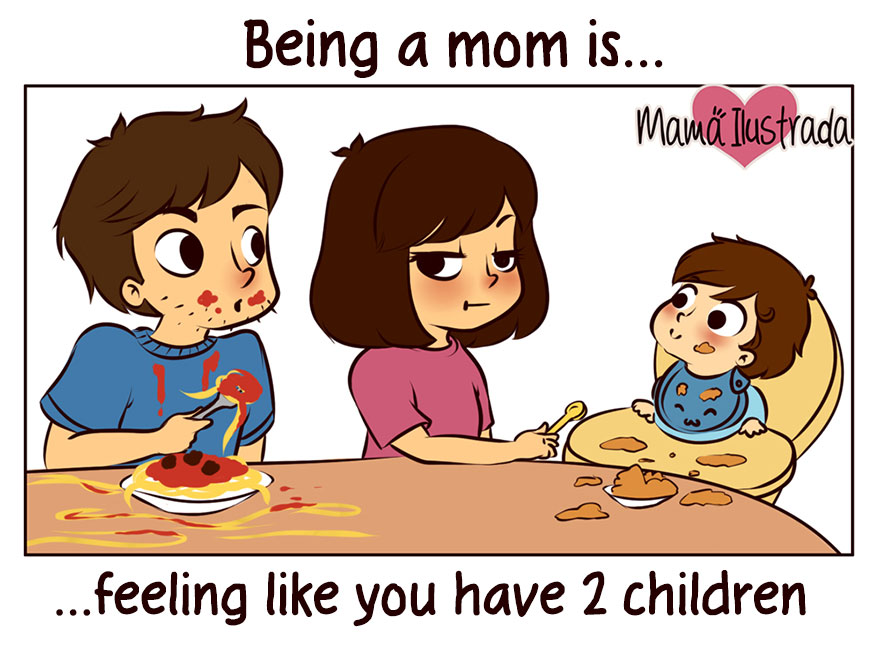 Being a mom is...
Mamá Ilustrada
...feeling like you have 2 children